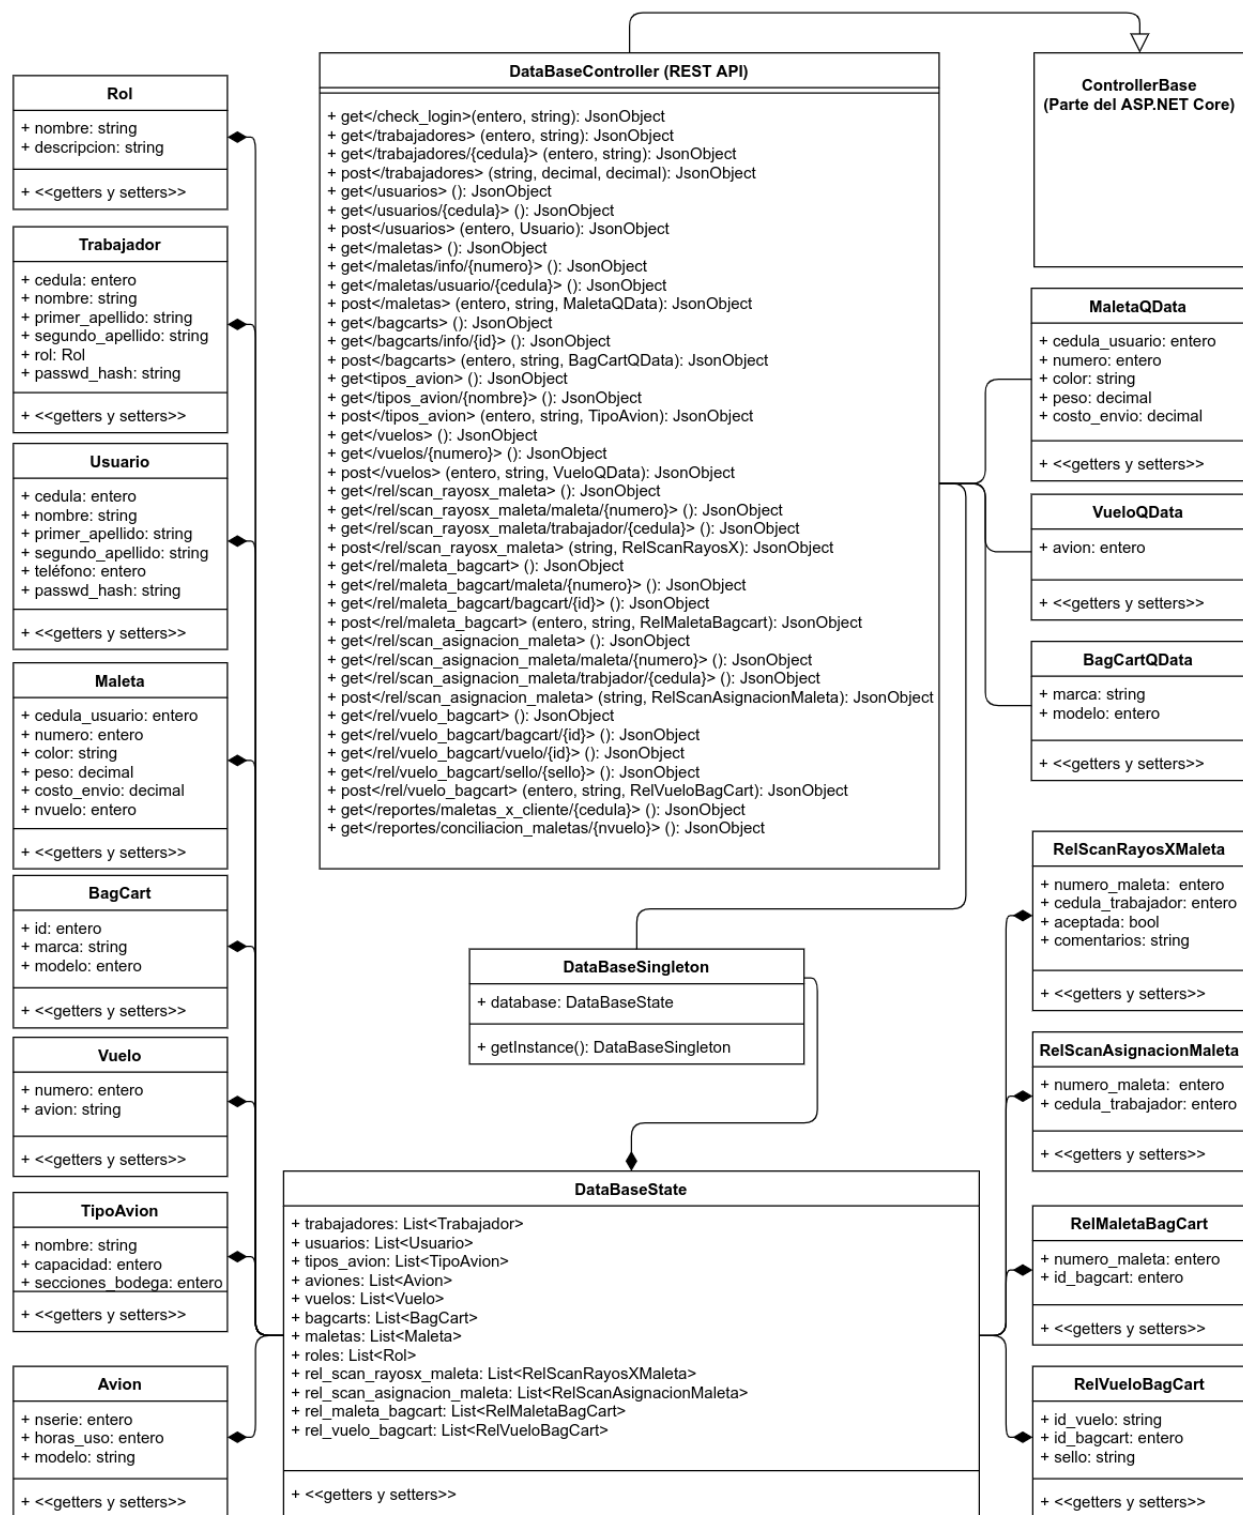 Rol
+ nombre: string
+ descripcion: string
+ <<getters y setters>>
Trabajador
+ cedula: entero
+ nombre: string
+ primer_apellido: string
+ segundo_apellido: string
+ rol: Rol
+ passwd_hash: string
+ <<getters y setters>>
Usuario
+ cedula: entero
+ nombre: string
+ primer_apellido: string
+ segundo_apellido: string
+ teléfono: entero
+ passwd_hash: string
+ <<getters y setters>>
Maleta
+ cedula_usuario: entero
+ numero: entero
+ color: string
+ peso: decimal
+ costo_envio: decimal
+ nvuelo: entero
+ <<getters y setters>>
BagCart
+ id: entero
+ marca: string
+ modelo: entero
+ <<getters y setters>>
Vuelo
+ numero: entero
+ avion: string
+ <<getters y setters>>
TipoAvion
+ nombre: string
+ capacidad: entero
+ secciones_bodega: entero
+ <<getters y setters>>
Avion
+ nserie: entero
+ horas_uso: entero
+ modelo: string
+ <<getters y setters>>
DataBaseController (REST API)
+ get</check_login>(entero, string): JsonObject
+ get</trabajadores> (entero, string): JsonObject
+ get</trabajadores/{cedula}> (entero, string): JsonObject
+ post</trabajadores> (string, decimal, decimal): JsonObject
+ get</usuarios> (): JsonObject
+ get</usuarios/{cedula}> (): JsonObject
+ post</usuarios> (entero, Usuario): JsonObject
+ get</maletas> (): JsonObject
+ get</maletas/info/{numero}> (): JsonObject
+ get</maletas/usuario/{cedula}> (): JsonObject
+ post</maletas> (entero, string, MaletaQData): JsonObject
+ get</bagcarts> (): JsonObject
+ get</bagcarts/info/{id}> (): JsonObject
+ post</bagcarts> (entero, string, BagCartQData): JsonObject
+ get<tipos_avion> (): JsonObject
+ get</tipos_avion/{nombre}> (): JsonObject
+ post</tipos_avion> (entero, string, TipoAvion): JsonObject
+ get</vuelos> (): JsonObject
+ get</vuelos/{numero}> (): JsonObject
+ post</vuelos> (entero, string, VueloQData): JsonObject
+ get</rel/scan_rayosx_maleta> (): JsonObject
+ get</rel/scan_rayosx_maleta/maleta/{numero}> (): JsonObject
+ get</rel/scan_rayosx_maleta/trabajador/{cedula}> (): JsonObject
+ post</rel/scan_rayosx_maleta> (string, RelScanRayosX): JsonObject
+ get</rel/maleta_bagcart> (): JsonObject
+ get</rel/maleta_bagcart/maleta/{numero}> (): JsonObject
+ get</rel/maleta_bagcart/bagcart/{id}> (): JsonObject
+ post</rel/maleta_bagcart> (entero, string, RelMaletaBagcart): JsonObject
+ get</rel/scan_asignacion_maleta> (): JsonObject
+ get</rel/scan_asignacion_maleta/maleta/{numero}> (): JsonObject
+ get</rel/scan_asignacion_maleta/trabjador/{cedula}> (): JsonObject
+ post</rel/scan_asignacion_maleta> (string, RelScanAsignacionMaleta): JsonObject
+ get</rel/vuelo_bagcart> (): JsonObject
+ get</rel/vuelo_bagcart/bagcart/{id}> (): JsonObject
+ get</rel/vuelo_bagcart/vuelo/{id}> (): JsonObject
+ get</rel/vuelo_bagcart/sello/{sello}> (): JsonObject
+ post</rel/vuelo_bagcart> (entero, string, RelVueloBagCart): JsonObject
+ get</reportes/maletas_x_cliente/{cedula}> (): JsonObject
+ get</reportes/conciliacion_maletas/{nvuelo}> (): JsonObject
DataBaseSingleton
+ database: DataBaseState
+ getInstance(): DataBaseSingleton
DataBaseState
+ trabajadores: List<Trabajador>
+ usuarios: List<Usuario>
+ tipos_avion: List<TipoAvion>
+ aviones: List<Avion>
+ vuelos: List<Vuelo>
+ bagcarts: List<BagCart>
+ maletas: List<Maleta>
+ roles: List<Rol>
+ rel_scan_rayosx_maleta: List<RelScanRayosXMaleta>
+ rel_scan_asignacion_maleta: List<RelScanAsignacionMaleta>
+ rel_maleta_bagcart: List<RelMaletaBagCart>
+ rel_vuelo_bagcart: List<RelVueloBagCart>
+ <<getters y setters>>
ControllerBase
(Parte del ASP.NET Core)
MaletaQData
+ cedula_usuario: entero
+ numero: entero
+ color: string
+ peso: decimal
+ costo_envio: decimal
+ <<getters y setters>>
VueloQData
+ avion: entero
+ <<getters y setters>>
BagCartQData
+ marca: string
+ modelo: entero
+ <<getters y setters>>
RelScanRayosXMaleta
+ numero_maleta: entero
+ cedula_trabajador: entero
+ aceptada: bool
+ comentarios: string
+ <<getters y setters>>
RelScanAsignacionMaleta
+ numero_maleta: entero
+ cedula_trabajador: entero
+ <<getters y setters>>
RelMaletaBagCart
+ numero_maleta: entero
+ id_bagcart: entero
+ <<getters y setters>>
RelVueloBagCart
+ id_vuelo: string
+ id_bagcart: entero
+ sello: string
+ <<getters y setters>>